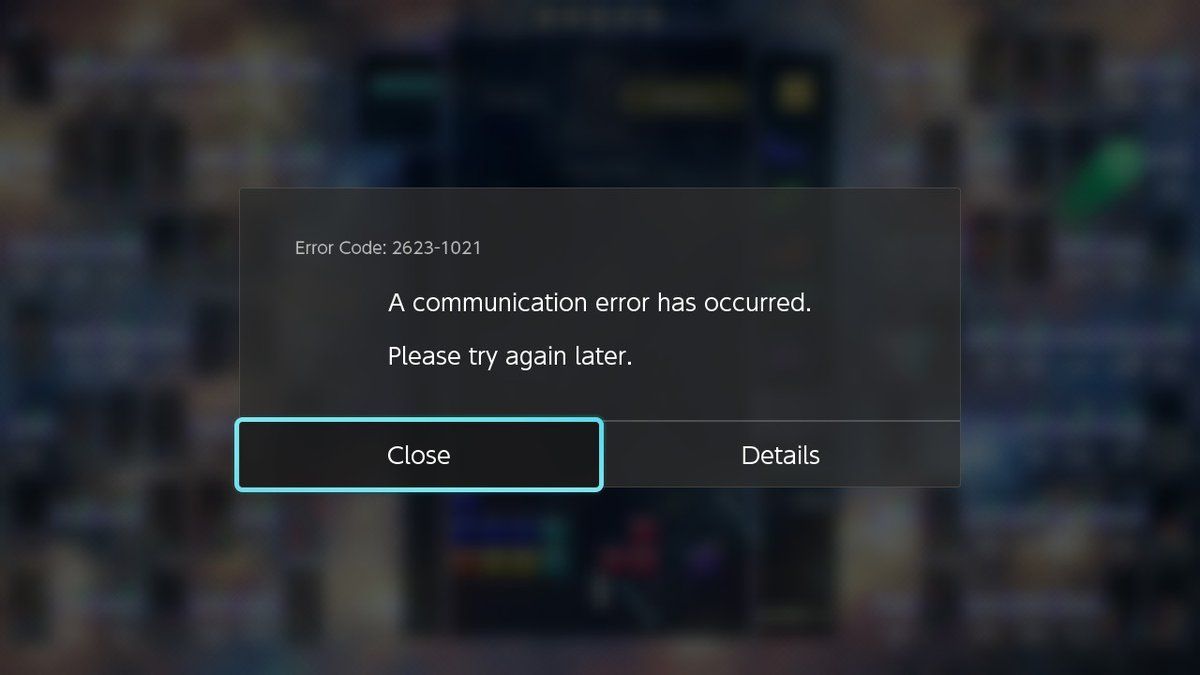 Error Code: 2623-1021
A communication error has occurred.
Please try again later.
Close
Details